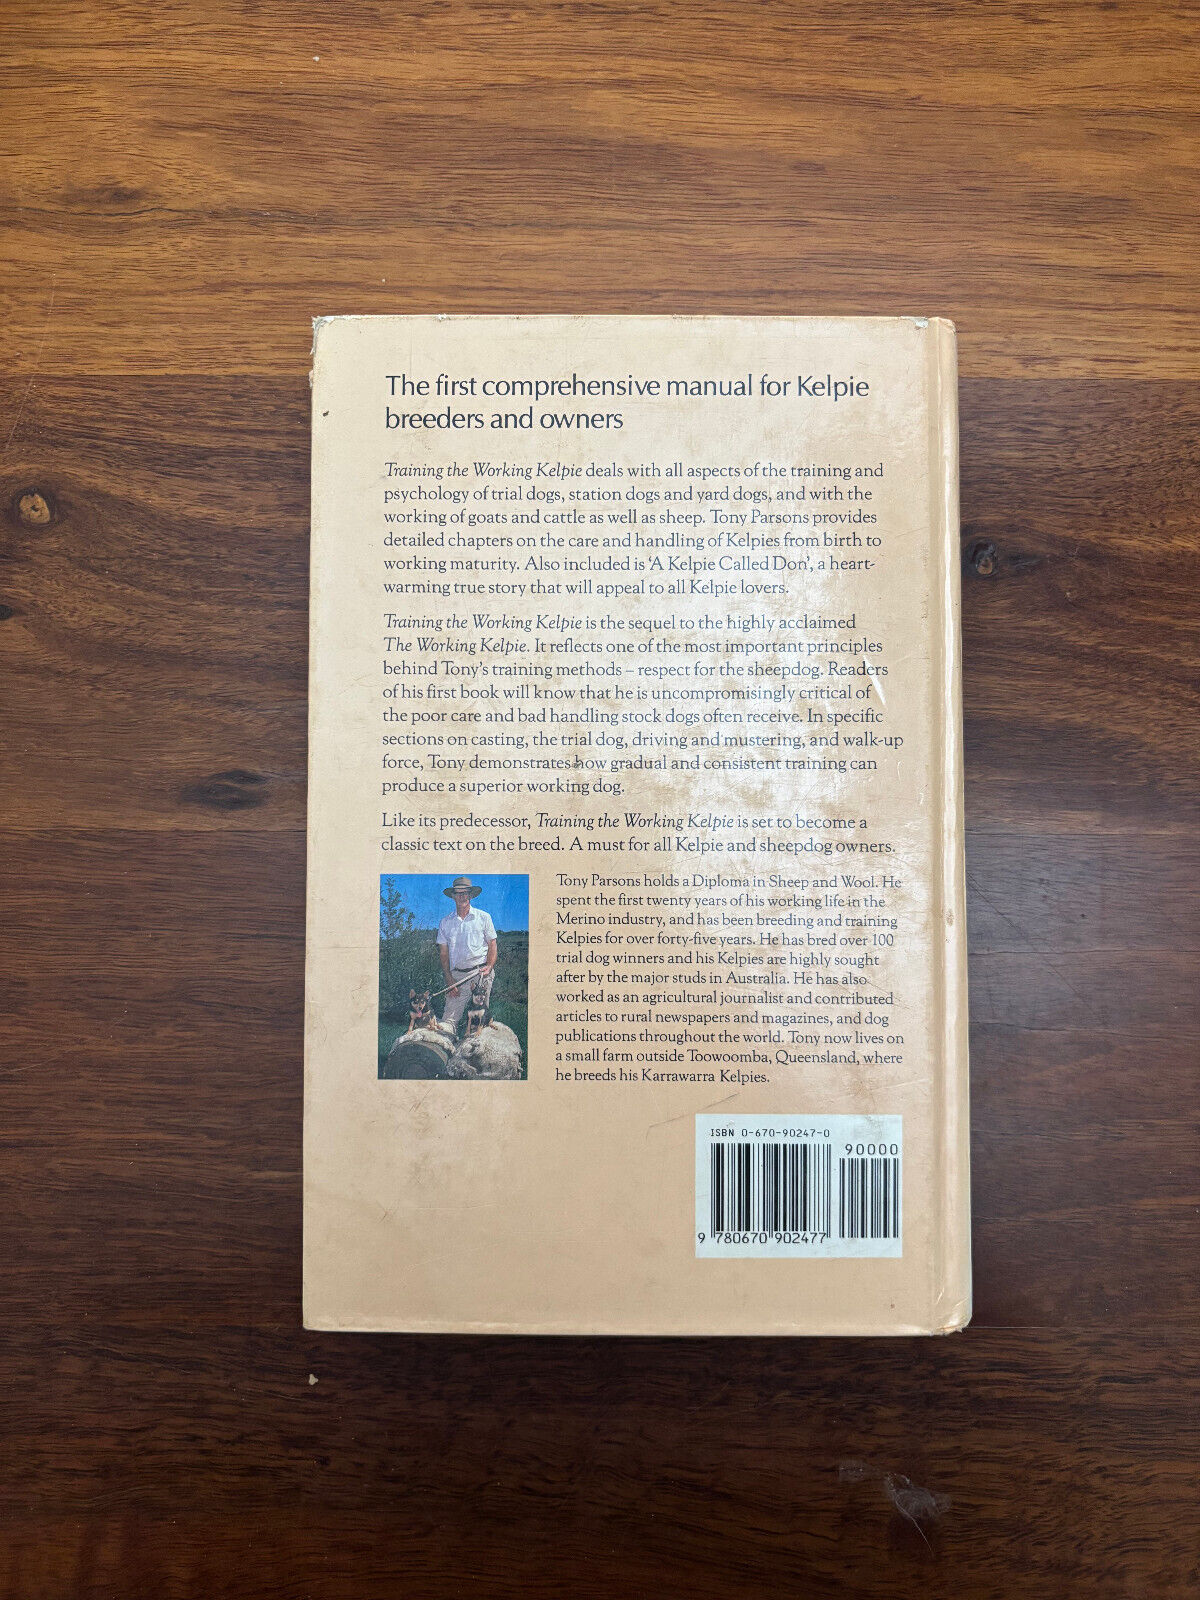 The first comprehensive manual for Kelpie
breeders and owners
Training the Working Kelpie deals with all aspects of the training and
psychology of trial dogs, station dogs and yard dogs, and with the
working of goats and cattle as well as sheep. Tony Parsons provides
detailed chapters on the care and handling of Kelpies from birth to
working maturity. Also included is ‘A Kelpie Called Don’, a heart-
warming true story that will appeal to all Kelpie lovers.
Training the Working Kelpie is the sequel to the highly acclaimed
The Working Kelpie. It reflects one of the most important principles
behind Tony’s training methods – respect for the sheepdog. Readers
of his first book will know that he is uncompromisingly critical of
the poor care and bad handling stock dogs often receive. In specific
sections on casting, the trial dog, driving and mustering, and walk-up
force, Tony demonstrates how gradual and consistent training can
produce a superior working dog.
Like its predecessor, Training the Working Kelpie is set to become a
classic text on the breed. A must for all Kelpie and sheepdog owners.
Tony Parsons holds a Diploma in Sheep and Wool. He
spent the first twenty years of his working life in the
Merino industry, and has been breeding and training
Kelpies for over forty-five years. He has bred over 100
trial dog winners and his Kelpies are highly sought
after by the major studs in Australia. He has also
worked as an agricultural journalist and contributed
articles to rural newspapers and magazines, and dog
publications throughout the world. Tony now lives on
a small farm outside Toowoomba, Queensland, where
he breeds his Karrawarra Kelpies.
ISBN 0-670-90247-0
90000
9 780670 902477